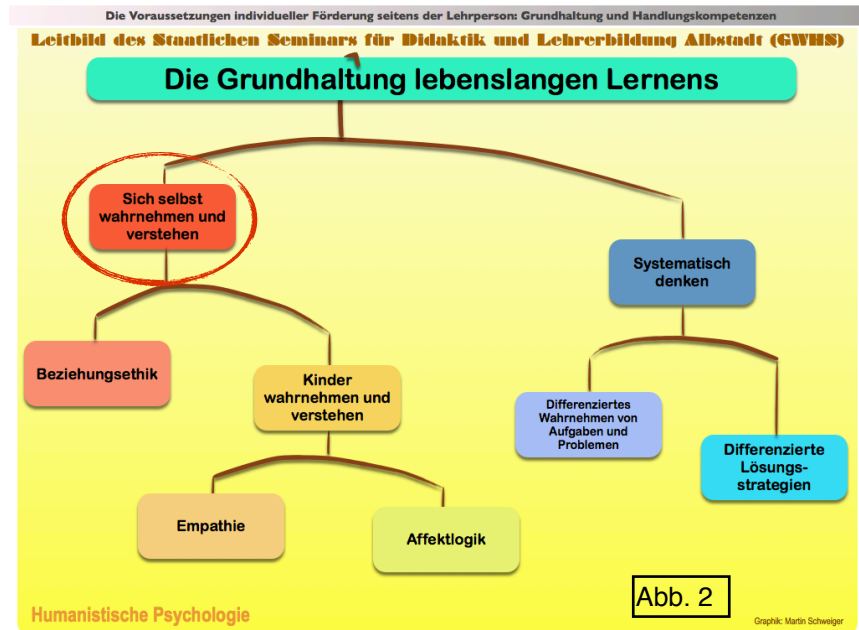 Die Voraussetzungen individueller Förderung seitens der Lehrperson: Grundhaltung und Handlungskompetenzen
Leitbild des Staatlichen Seminars für Didaktik und Lehrerbildung Albstadt (GWHS)
Die Grundhaltung lebenslangen Lernens
Sich selbst
wahrnehmen und
verstehen
Systematisch
denken
Beziehungsethik
Kinder
wahrnehmen und
verstehen
Differenziertes
Wahrnehmen von
Aufgaben und
Problemen
Differenzierte
Lösungs-
strategien
Empathie
Affektlogik
Abb. 2
Humanistische Psychologie
Graphik: Martin Schweiger